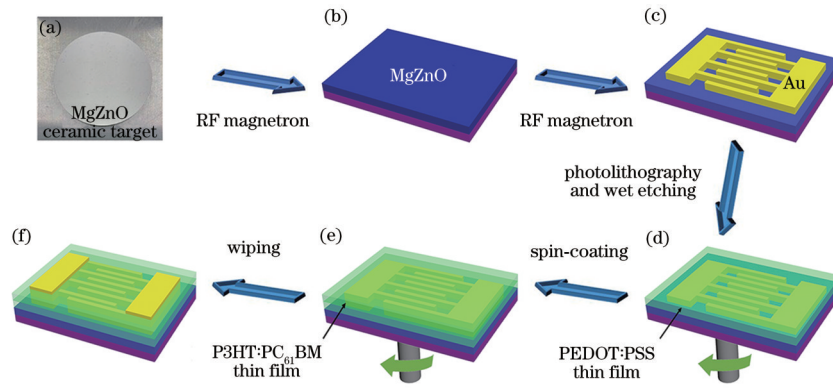 (a)
MgZnO
ceramic target
RF magnetron
(b)
MgZnO
RF magnetron
(c)
Au
photolithography
and wet etching
(d)
PEDOT:PSS
thin film
spin-coating
(e)
P3HT:PC₆₁BM
thin film
wiping
(f)